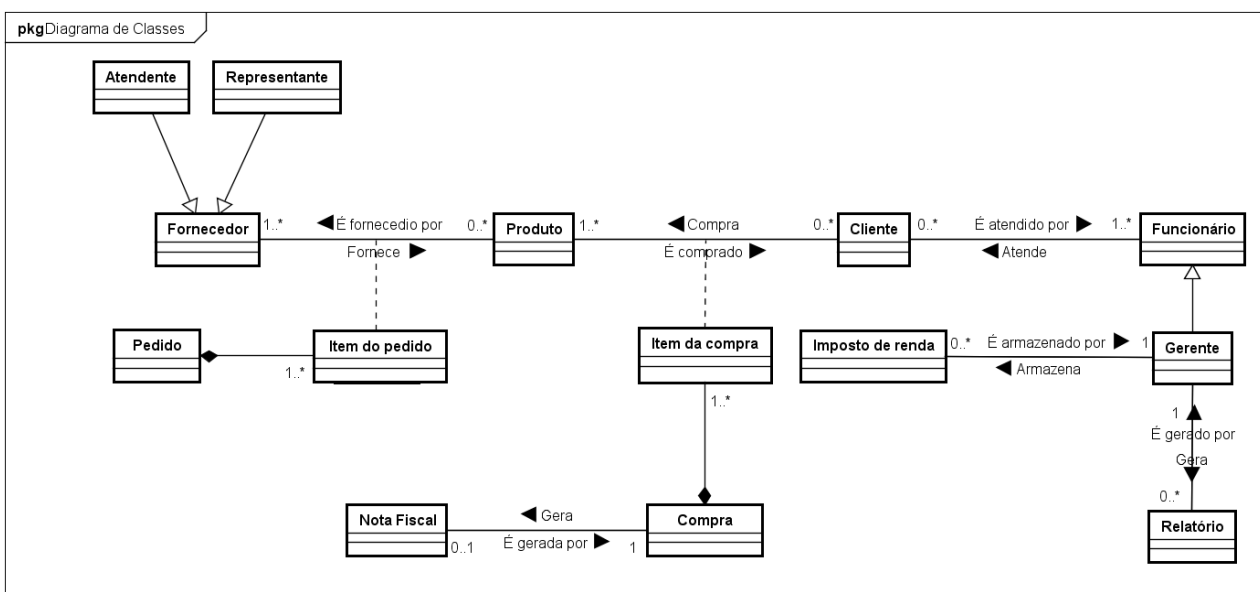 pkg Diagrama de Classes
Atendente
Representante
Fornecedor
1..*
É fornecedio por
0..*
Fornece
Produto
1..*
Compra
0..*
É comprado
Cliente
0..*
É atendido por
1..*
Atende
Funcionário
Pedido
1..*
Item do pedido
Item da compra
1..*
Imposto de renda
0..*
É armazenado por
1
Armazena
Gerente
1
É gerado por
Gera
0..*
Relatório
Nota Fiscal
0..1
Gera
É gerada por
1
Compra